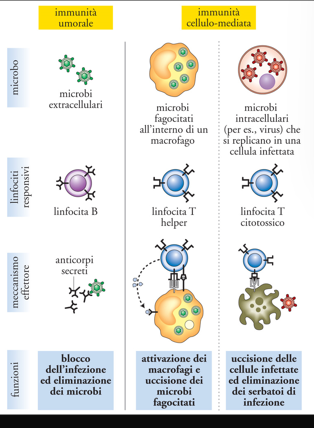 immunità
umorale
immunità
cellulo-mediata
microbo
microbi
extracellulari
microbi
fagocitati
all'interno di un
macrofago
microbi
intracellulari
(per es., virus) che
si replicano in una
cellula infettata
linfociti
responsivi
linfocita B
linfocita T
helper
linfocita T
citotossico
meccanismo
effettore
anticorpi
secreti
funzioni
blocco
dell'infezione
ed eliminazione
dei microbi
attivazione dei
macrofagi e
uccisione dei
microbi
fagocitati
uccisione delle
cellule infettate
ed eliminazione
dei serbatoi di
infezione